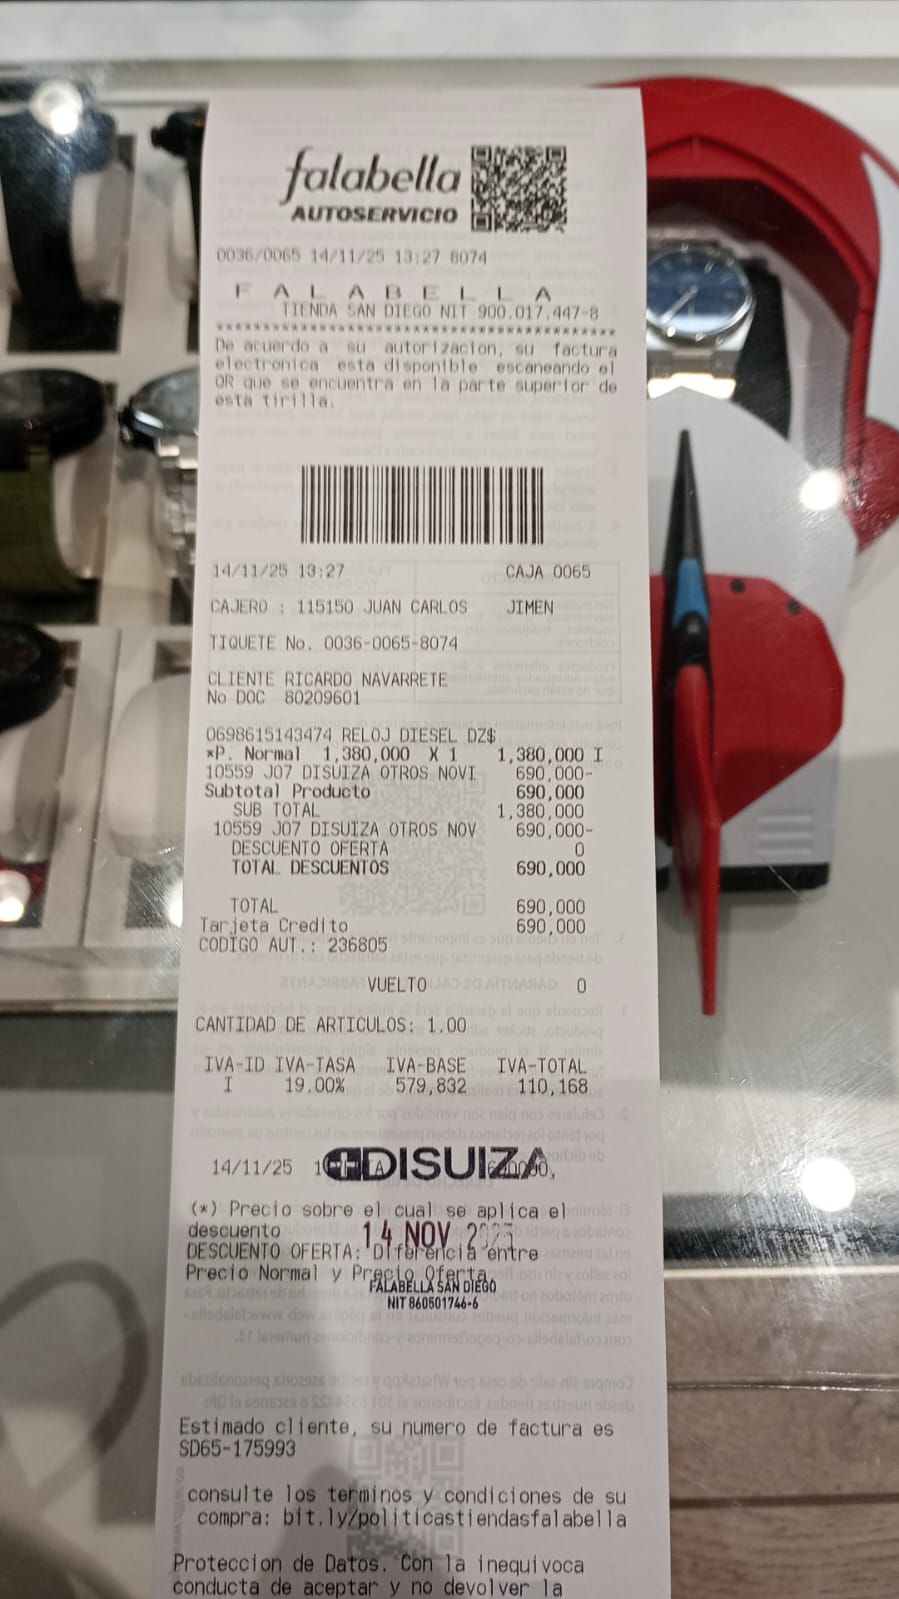 falabella
AUTOSERVICIO
0036/0065 14/11/25 13:27 8074
F A L A B E L L A
TIENDA SAN DIEGO NIT 900.017.447-8
********************************************
De acuerdo a su autorizacion, su factura
electronica esta disponible escaneando el
QR que se encuentra en la parte superior de
esta tirilla.
14/11/25 13:27 CAJA 0065
CAJERO : 115150 JUAN CARLOS JIMEN
TIQUETE No. 0036-0065-8074
CLIENTE RICARDO NAVARRETE
No DOC 80209601
0698615143474 RELOJ DIESEL DZ$
*P. Normal 1,380,000 X 1 1,380,000 I
10559 J07 DISUIZA OTROS NOVI 690,000-
Subtotal Producto 690,000
SUB TOTAL 1,380,000
10559 J07 DISUIZA OTROS NOV 690,000-
DESCUENTO OFERTA 0
TOTAL DESCUENTOS 690,000
TOTAL 690,000
Tarjeta Credito 690,000
CODIGO AUT.: 236805
VUELTO 0
CANTIDAD DE ARTICULOS: 1.00
IVA-ID IVA-TASA IVA-BASE IVA-TOTAL
I 19,00% 579,832 110,168
14/11/25 DISUIZA
(*) Precio sobre el cual se aplica el
descuento 14 NOV
DESCUENTO OFERTA: Diferencia entre
Precio Normal y Precio Oferta
FALABELLA SAN DIEGO
NIT 860501746-6
Estimado cliente, su numero de factura es
SD65-175993
consulte los terminos y condiciones de su
compra: bit.ly/politicastiendasfalabella
Proteccion de Datos. Con la inequivoca
conducta de aceptar y no devolver la